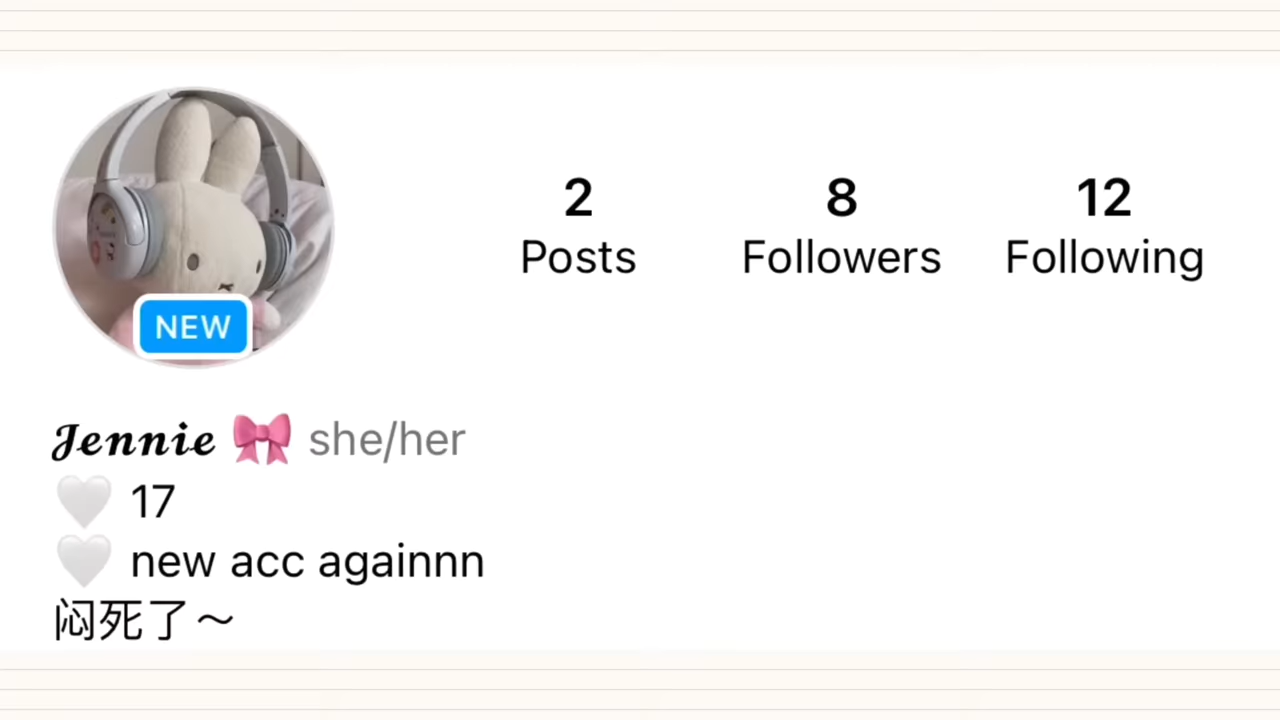 2 8 12
Posts Followers Following
NEW
𝓙𝓮𝓷𝓷𝓲𝓮 🎀 she/her
🤍 17
🤍 new acc againnn
闷死了～